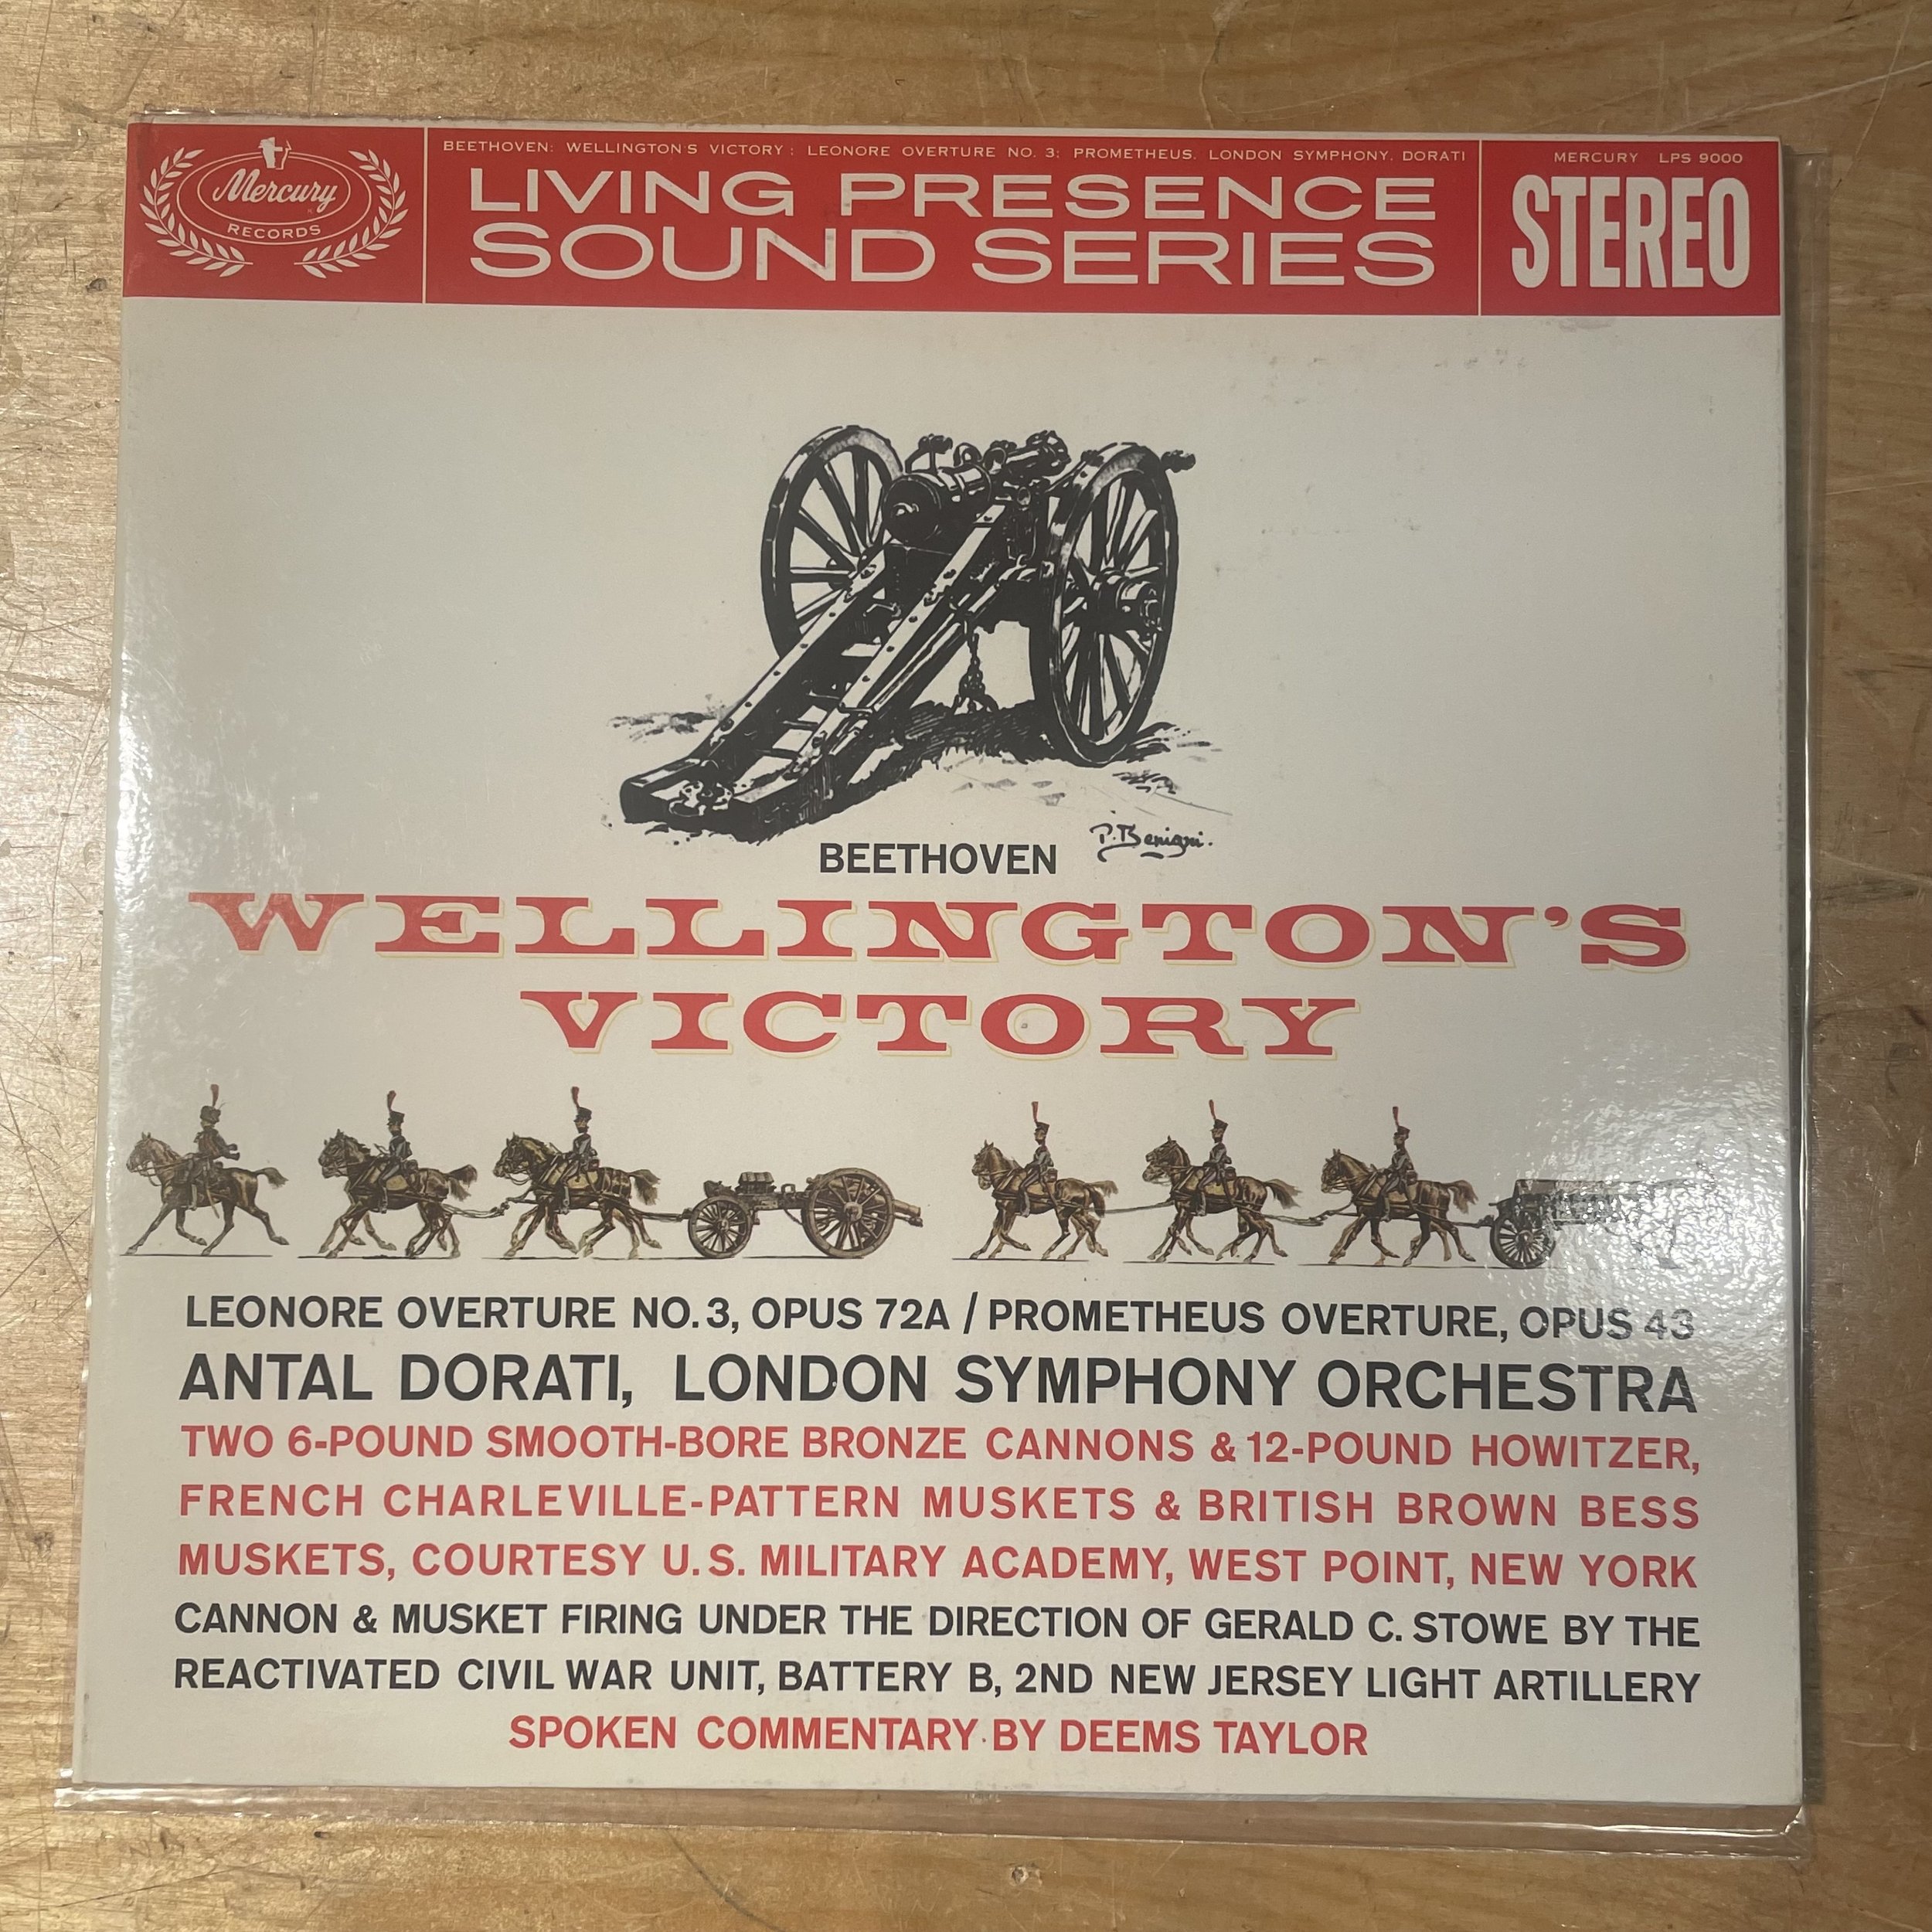 Mercury
RECORDS
BEETHOVEN: WELLINGTON'S VICTORY; LEONORE OVERTURE NO. 3; PROMETHEUS. LONDON SYMPHONY, DORATI
LIVING PRESENCE
SOUND SERIES
MERCURY LPS 9000
STEREO
P. Benigni.
BEETHOVEN
WELLINGTON'S
VICTORY
LEONORE OVERTURE NO. 3, OPUS 72A / PROMETHEUS OVERTURE, OPUS 43
ANTAL DORATI, LONDON SYMPHONY ORCHESTRA
TWO 6-POUND SMOOTH-BORE BRONZE CANNONS & 12-POUND HOWITZER,
FRENCH CHARLEVILLE-PATTERN MUSKETS & BRITISH BROWN BESS
MUSKETS, COURTESY U.S. MILITARY ACADEMY, WEST POINT, NEW YORK
CANNON & MUSKET FIRING UNDER THE DIRECTION OF GERALD C. STOWE BY THE
REACTIVATED CIVIL WAR UNIT, BATTERY B, 2ND NEW JERSEY LIGHT ARTILLERY
SPOKEN COMMENTARY BY DEEMS TAYLOR